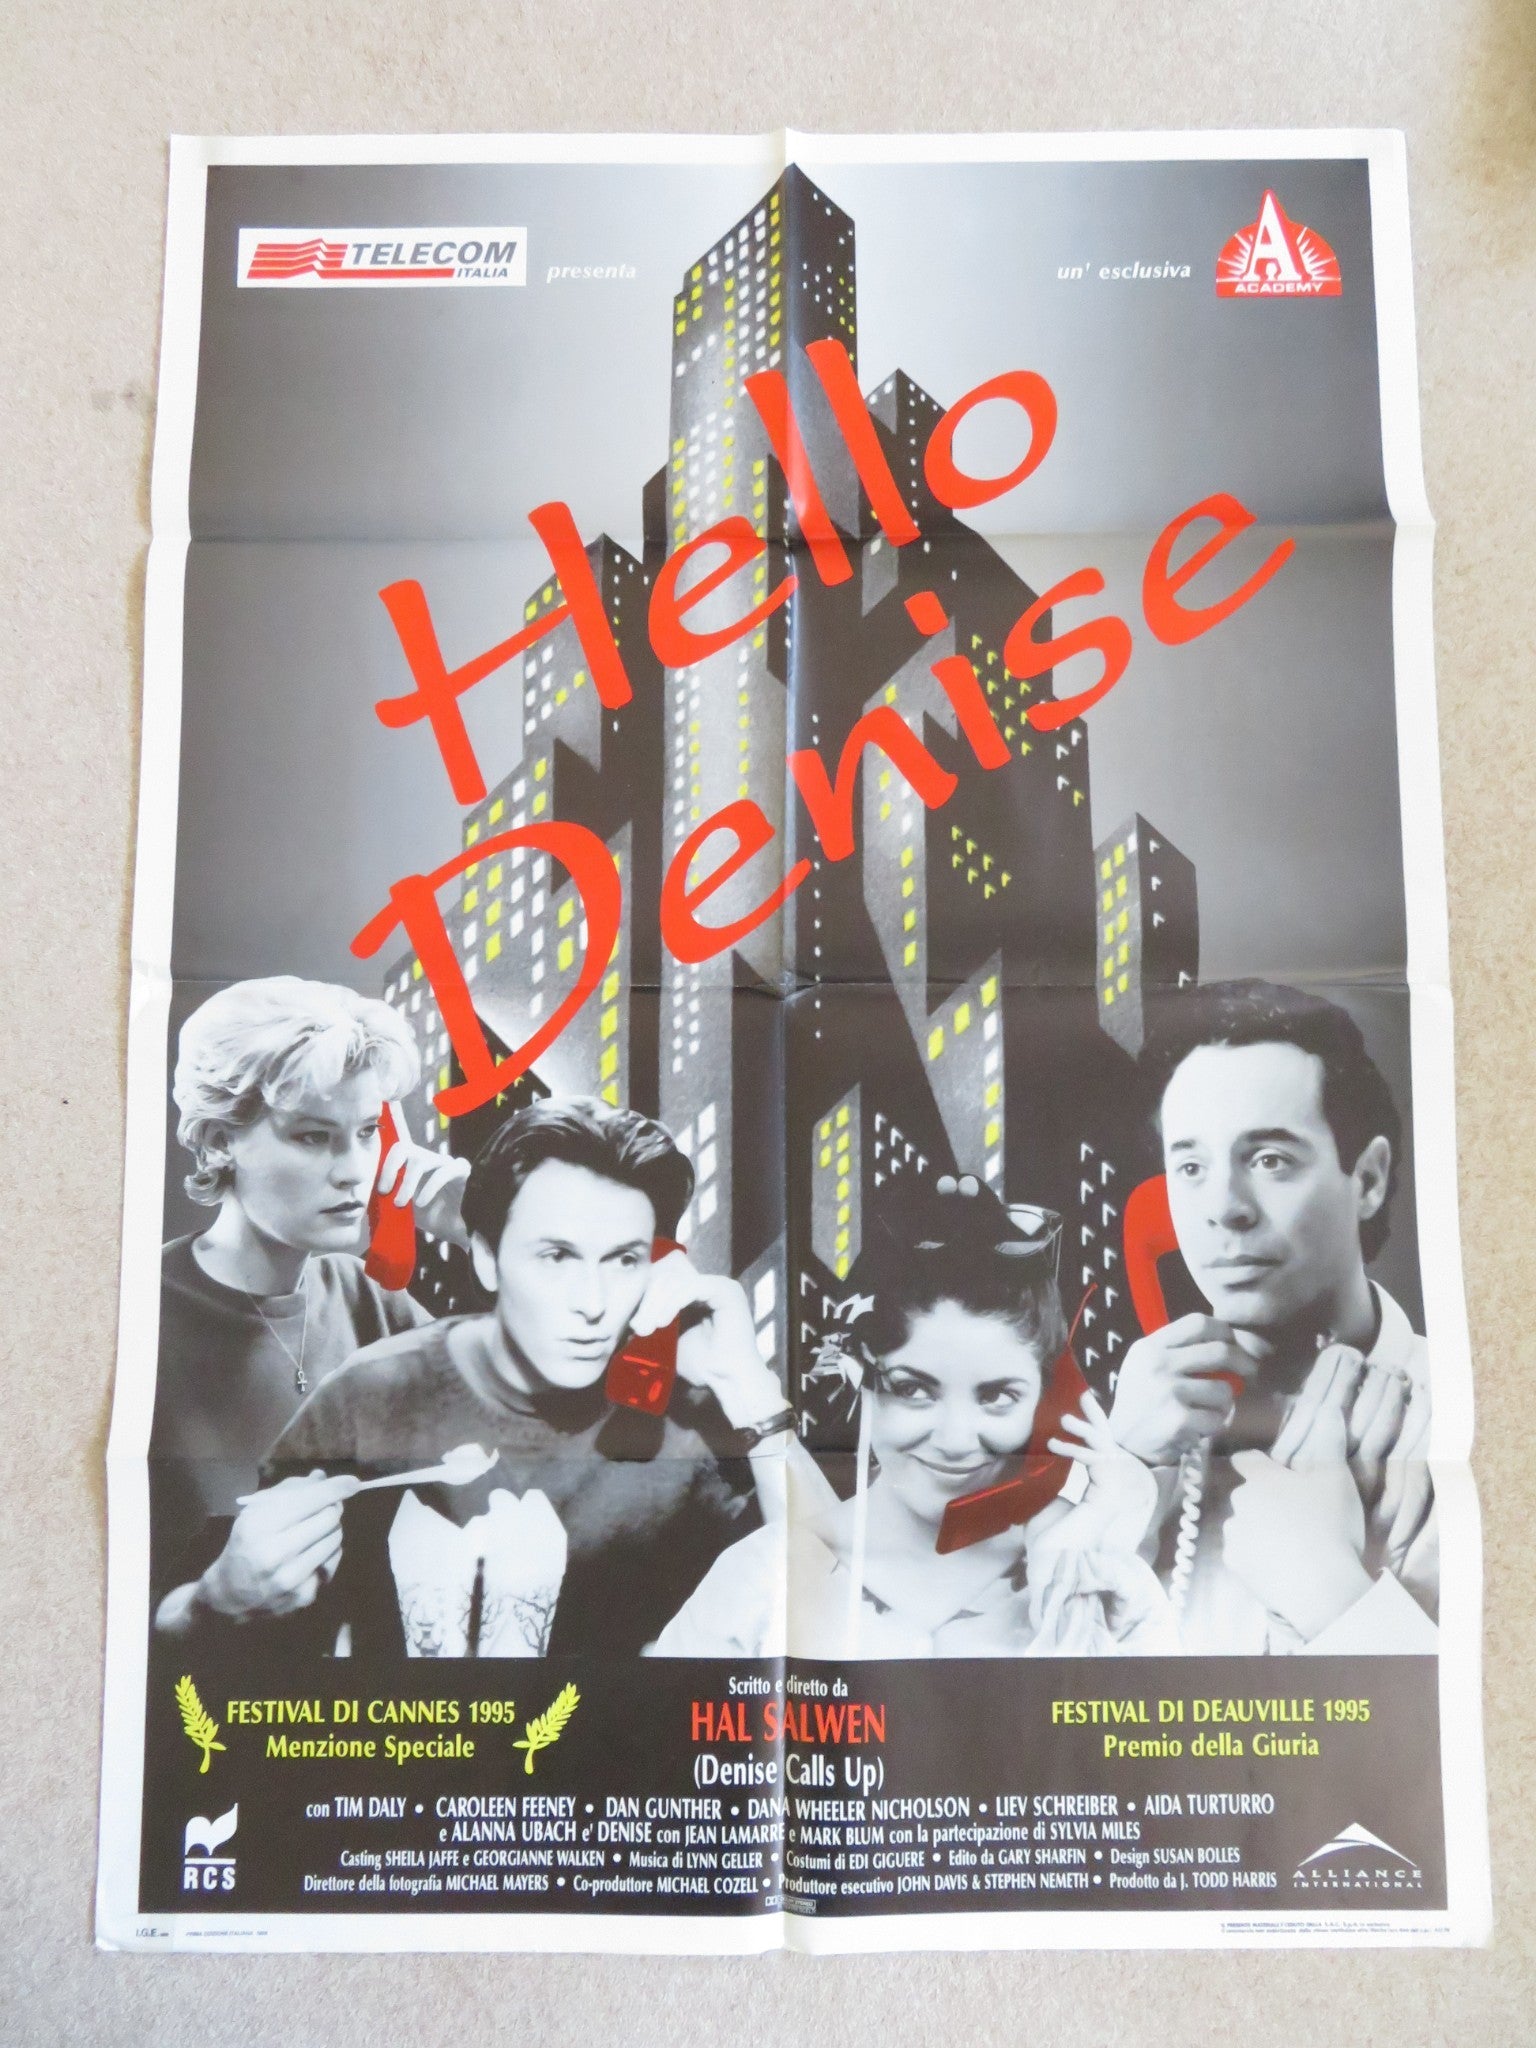 TELECOM
ITALIA
presenta
un' esclusiva
A
ACADEMY
Hello
Denise
FESTIVAL DI CANNES 1995
Menzione Speciale
Scritto e diretto da
HAL SALWEN
(Denise Calls Up)
FESTIVAL DI DEAUVILLE 1995
Premio della Giuria
con TIM DALY • CAROLEEN FEENEY • DAN GUNTHER • DANA WHEELER NICHOLSON • LIEV SCHREIBER • AIDA TURTURRO
e ALANNA UBACH e' DENISE con JEAN LAMARRE e MARK BLUM con la partecipazione di SYLVIA MILES
Casting SHEILA JAFFE e GEORGIANNE WALKEN • Musica di LYNN GELLER • Costumi di EDI GIGUERE • Edito da GARY SHARFIN • Design SUSAN BOLLES
Direttore della fotografia MICHAEL MAYERS • Co-produttore MICHAEL COZELL • Produttore esecutivo JOHN DAVIS & STEPHEN NEMETH • Prodotto da J. TODD HARRIS
RCS
ALLIANCE
INTERNATIONAL
I.G.E.
PRIMA EDIZIONE ITALIANA